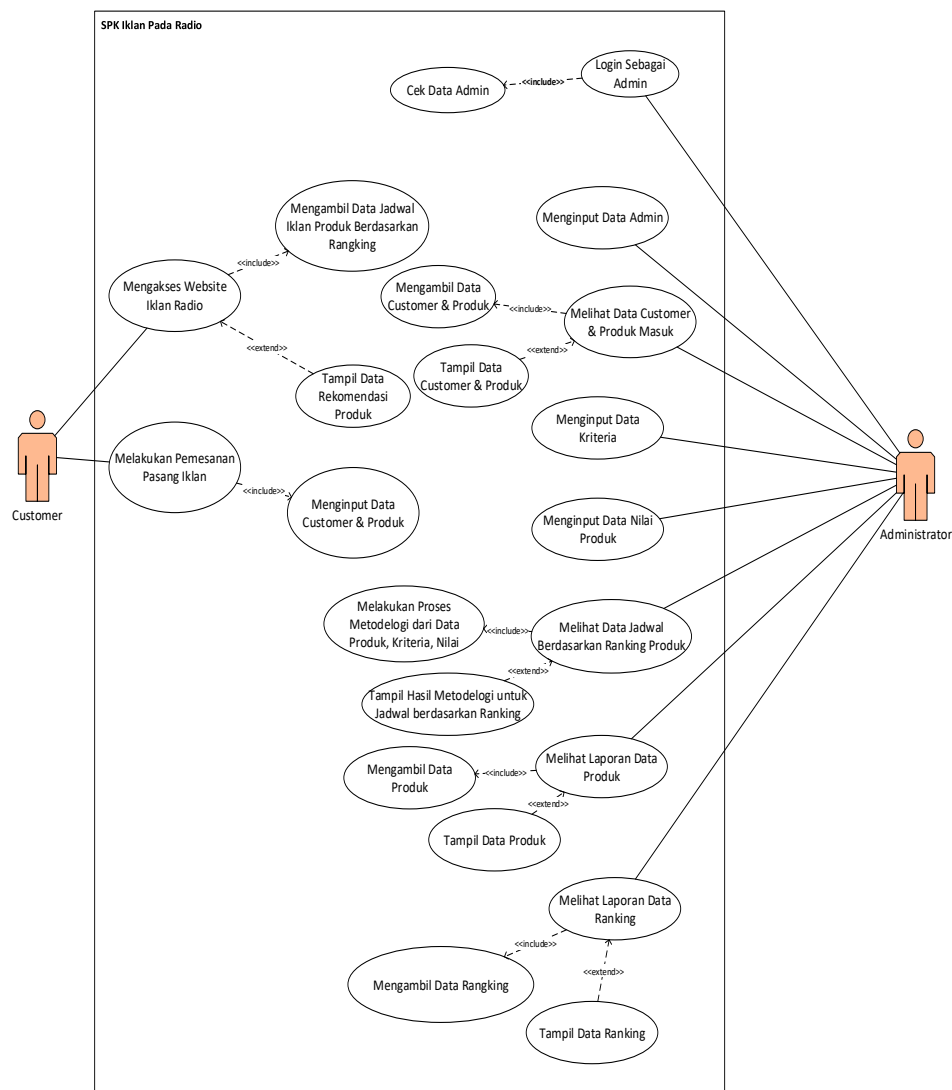 SPK Iklan Pada Radio
Login Sebagai
Admin
<<include>>
Cek Data Admin
Mengambil Data Jadwal
Iklan Produk Berdasarkan
Rangking
Menginput Data Admin
<<include>>
Mengakses Website
Iklan Radio
Mengambil Data
Customer & Produk
<<include>>
Melihat Data Customer
& Produk Masuk
<<extend>>
<<extend>>
Tampil Data
Customer & Produk
Tampil Data
Rekomendasi
Produk
Menginput Data
Kriteria
Melakukan Pemesanan
Pasang Iklan
<<include>>
Customer
Menginput Data
Customer & Produk
Menginput Data Nilai
Produk
Administrator
Melakukan Proses
Metodelogi dari Data
Produk, Kriteria, Nilai
<<include>>
Melihat Data Jadwal
Berdasarkan Ranking Produk
<<extend>>
Tampil Hasil Metodelogi untuk
Jadwal berdasarkan Ranking
Melihat Laporan Data
Produk
<<include>>
Mengambil Data
Produk
<<extend>>
Tampil Data Produk
Melihat Laporan Data
Ranking
<<include>>
<<extend>>
Mengambil Data Rangking
Tampil Data Ranking